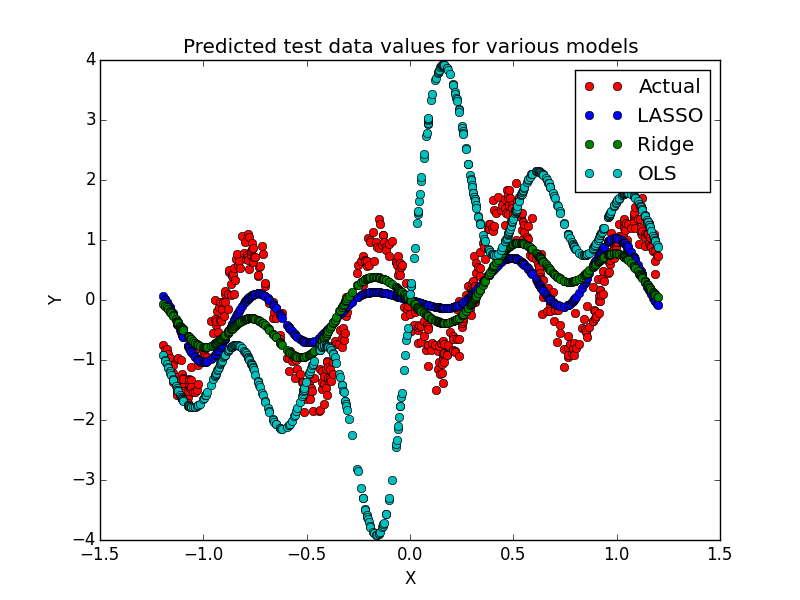 Predicted test data values for various models
Actual
LASSO
Ridge
OLS
4
3
2
1
0
−1
−2
−3
−4
Y
−1.5 −1.0 −0.5 0.0 0.5 1.0 1.5
X